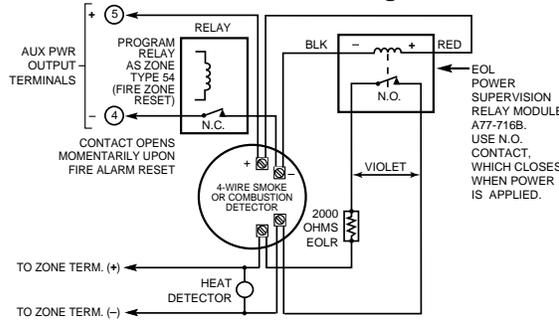 + 5
RELAY
AUX PWR
OUTPUT
TERMINALS
PROGRAM
RELAY
AS ZONE
TYPE 54
(FIRE ZONE
RESET)
- 4
N.C.
CONTACT OPENS
MOMENTARILY UPON
FIRE ALARM RESET
BLK - + RED
N.O.
EOL
POWER
SUPERVISION
RELAY MODULE
A77-716B.
USE N.O.
CONTACT,
WHICH CLOSES
WHEN POWER
IS APPLIED.
+ -
4-WIRE SMOKE
OR COMBUSTION
DETECTOR
VIOLET
2000
OHMS
EOLR
TO ZONE TERM. (+)
HEAT
DETECTOR
TO ZONE TERM. (-)